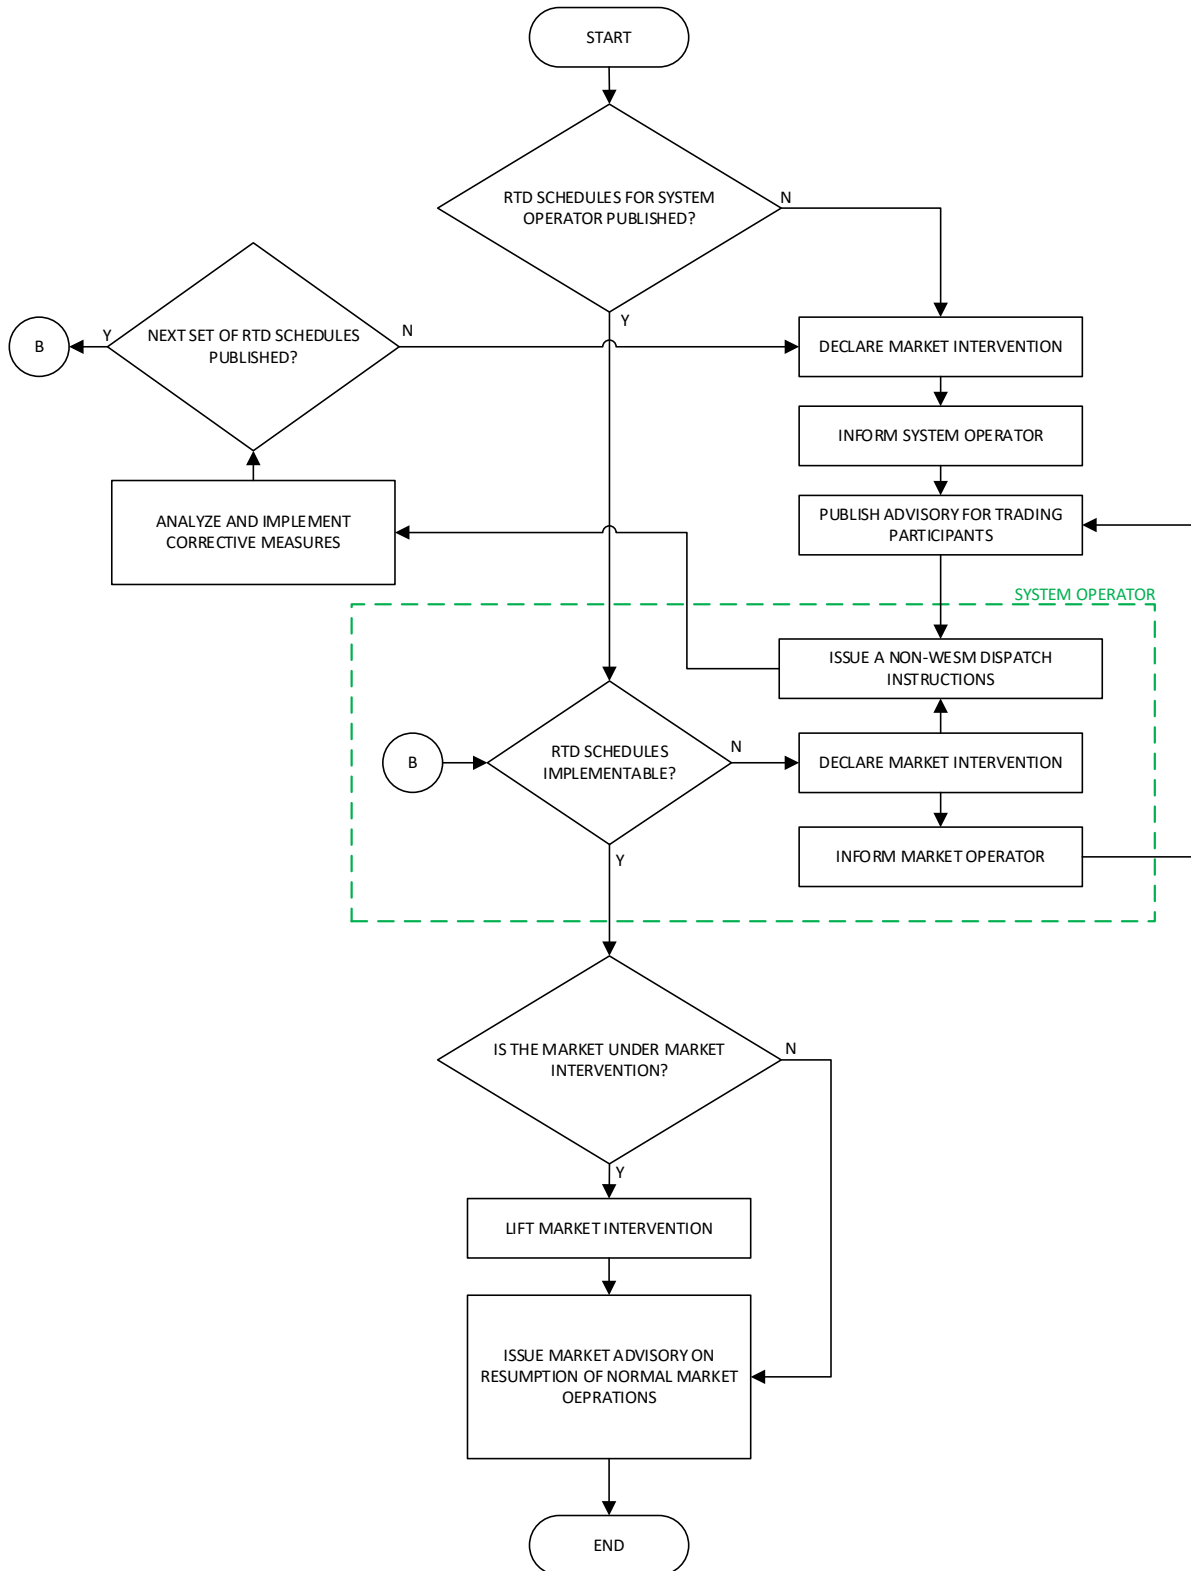 START
RTD SCHEDULES FOR SYSTEM
OPERATOR PUBLISHED?
N
Y
NEXT SET OF RTD SCHEDULES
PUBLISHED?
Y
N
B
DECLARE MARKET INTERVENTION
INFORM SYSTEM OPERATOR
PUBLISH ADVISORY FOR TRADING
PARTICIPANTS
ANALYZE AND IMPLEMENT
CORRECTIVE MEASURES
SYSTEM OPERATOR
ISSUE A NON-WESM DISPATCH
INSTRUCTIONS
B
RTD SCHEDULES
IMPLEMENTABLE?
N
Y
DECLARE MARKET INTERVENTION
INFORM MARKET OPERATOR
IS THE MARKET UNDER MARKET
INTERVENTION?
N
Y
LIFT MARKET INTERVENTION
ISSUE MARKET ADVISORY ON
RESUMPTION OF NORMAL MARKET
OEPRATIONS
END